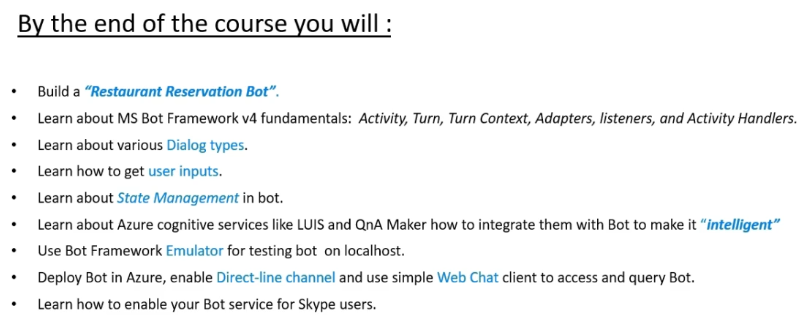 By the end of the course you will :
• Build a “Restaurant Reservation Bot”.
• Learn about MS Bot Framework v4 fundamentals: Activity, Turn, Turn Context, Adapters, listeners, and Activity Handlers.
• Learn about various Dialog types.
• Learn how to get user inputs.
• Learn about State Management in bot.
• Learn about Azure cognitive services like LUIS and QnA Maker how to integrate them with Bot to make it “intelligent”
• Use Bot Framework Emulator for testing bot on localhost.
• Deploy Bot in Azure, enable Direct-line channel and use simple Web Chat client to access and query Bot.
• Learn how to enable your Bot service for Skype users.